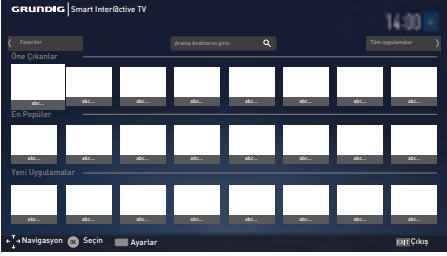 GRUNDIG Smart Inter@ctive TV
14:00
Favoriler
Arama Anahtarını girin
Tüm uygulamalar
Öne Çıkanlar
abc... abc... abc... abc... abc... abc... abc... abc...
En Popüler
abc... abc... abc... abc... abc... abc... abc... abc...
Yeni Uygulamalar
abc... abc... abc... abc... abc... abc... abc... abc...
Navigasyon OK Seçin Ayarlar EXIT Çıkış